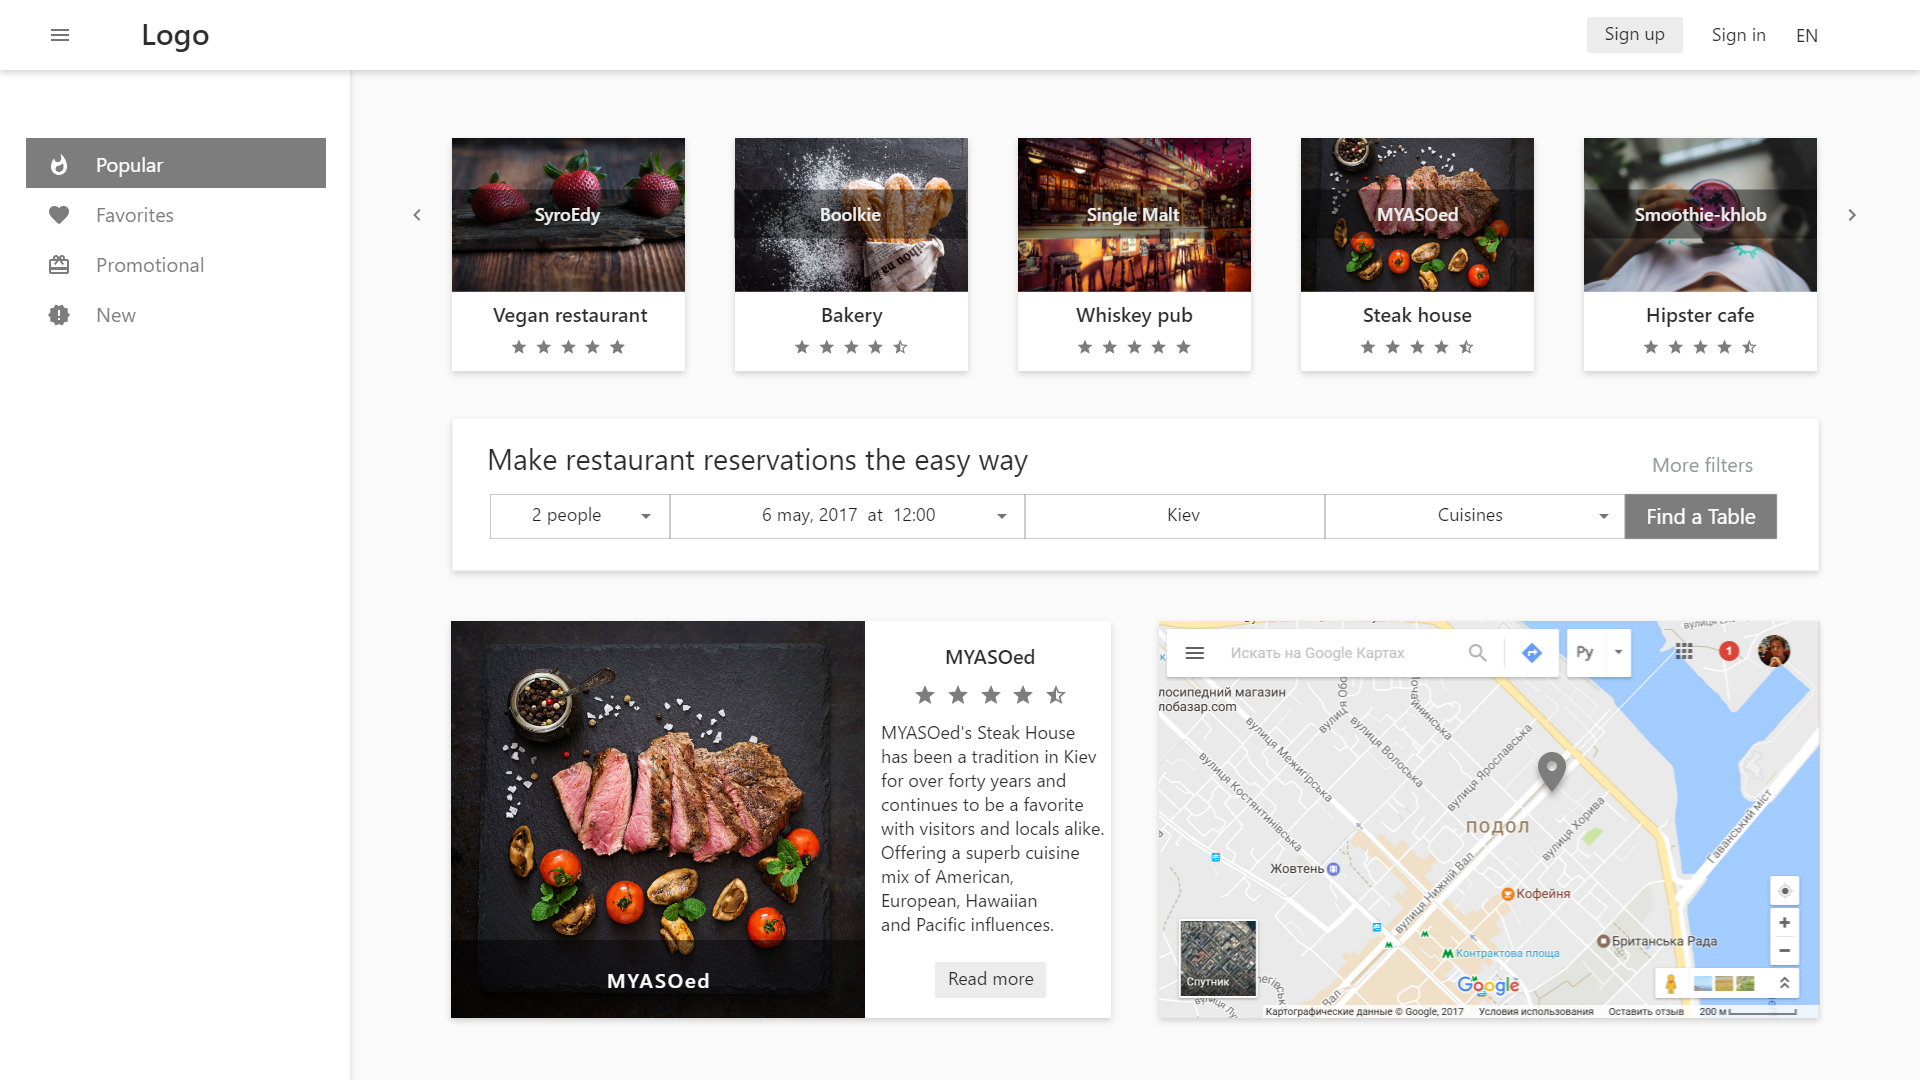 Logo
Sign up
Sign in
EN
Popular
Favorites
Promotional
New
SyroEdy
Vegan restaurant
Boolkie
Bakery
Single Malt
Whiskey pub
MYASOed
Steak house
Smoothie-khlob
Hipster cafe
Make restaurant reservations the easy way
More filters
2 people
6 may, 2017 at 12:00
Kiev
Cuisines
Find a Table
MYASOed
MYASOed
MYASOed's Steak House
has been a tradition in Kiev
for over forty years and
continues to be a favorite
with visitors and locals alike.
Offering a superb cuisine
mix of American,
European, Hawaiian
and Pacific influences.
Read more
Искать на Google Картах
Ру
1
лосипедний магазин
лобазар.com
вулиця Межигірська
вулиця Волоська
вулиця Ярославська
вулиця Костянтинівська
вулиця Хорива
ПОДОЛ
Гаванський міст
Жовтень
вулиця Нижній Вал
Кофейня
Британська Рада
Контрактова площа
Спутник
Google
Картографические данные © Google, 2017
Условия использования
Оставить отзыв
200 м